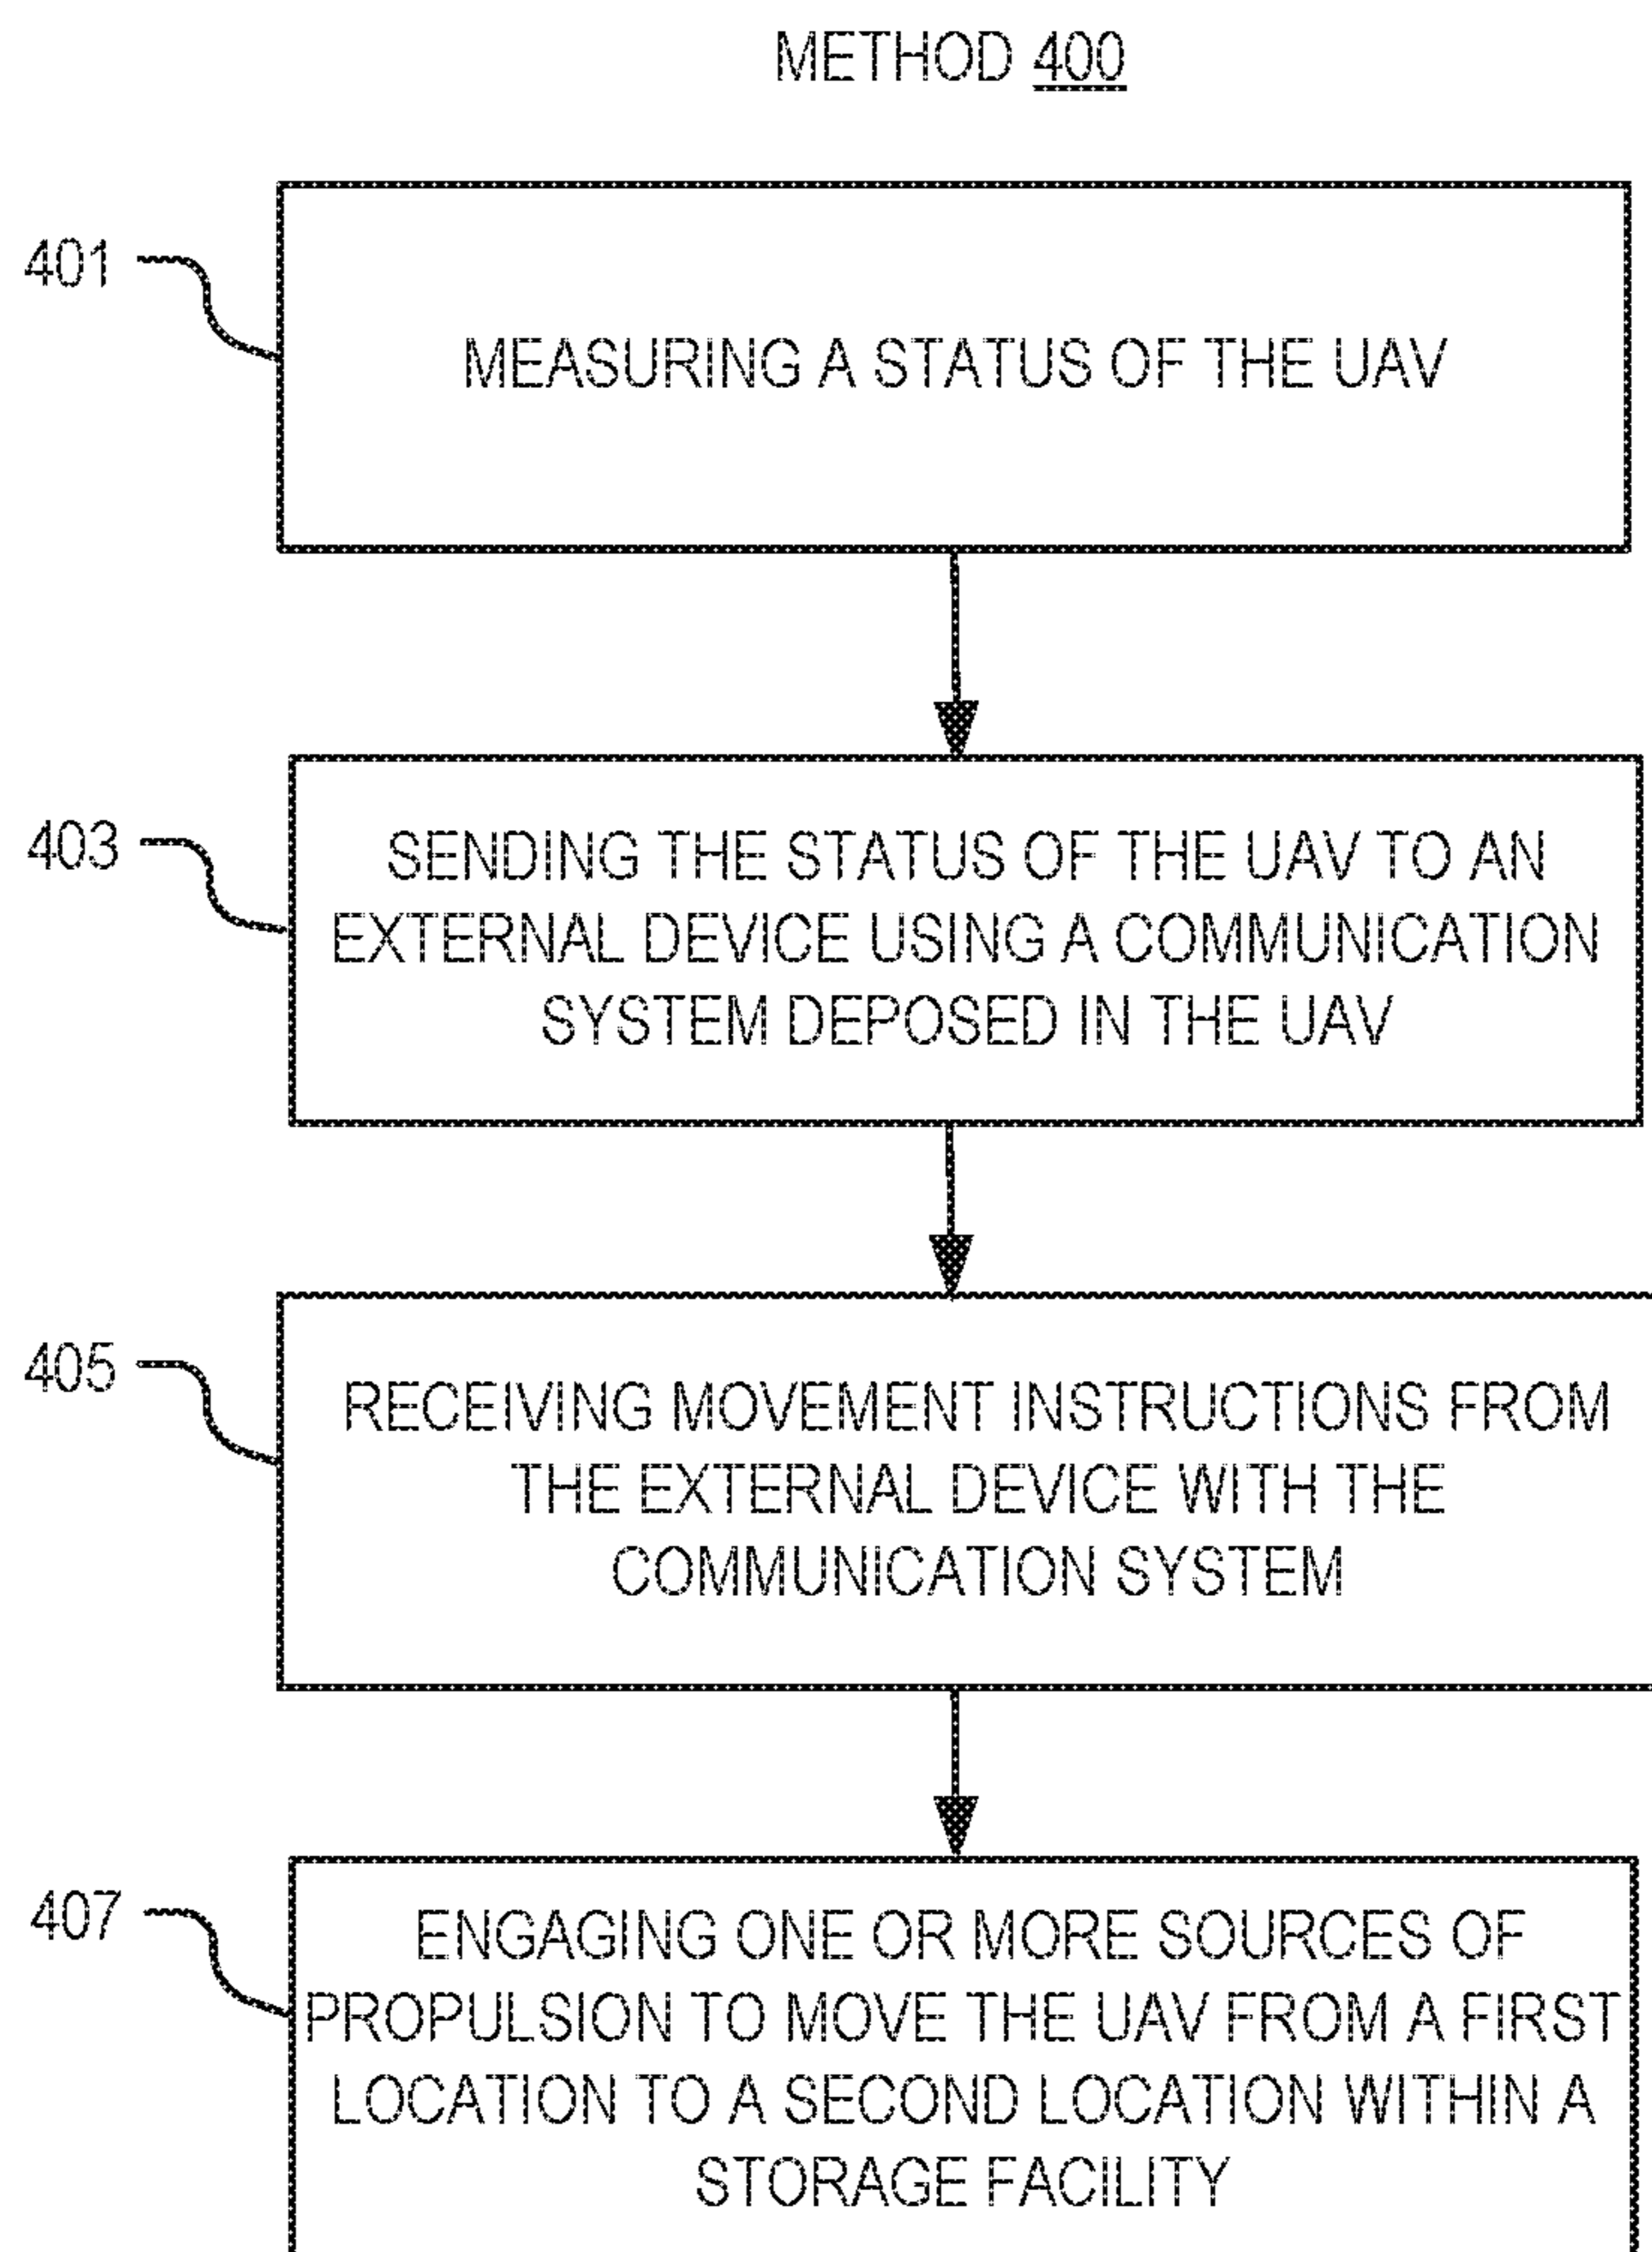 METHOD 400
401
MEASURING A STATUS OF THE UAV
403
SENDING THE STATUS OF THE UAV TO AN
EXTERNAL DEVICE USING A COMMUNICATION
SYSTEM DEPOSED IN THE UAV
405
RECEIVING MOVEMENT INSTRUCTIONS FROM
THE EXTERNAL DEVICE WITH THE
COMMUNICATION SYSTEM
407
ENGAGING ONE OR MORE SOURCES OF
PROPULSION TO MOVE THE UAV FROM A FIRST
LOCATION TO A SECOND LOCATION WITHIN A
STORAGE FACILITY